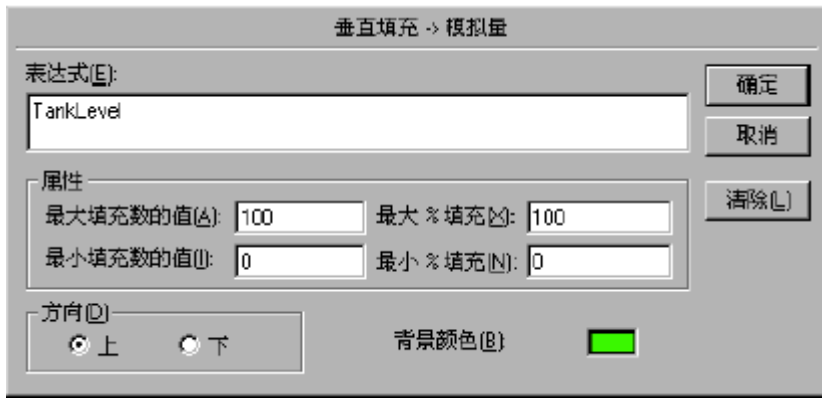 垂直填充 -> 模拟量
表达式(E):
TankLevel
确定
取消
清除(L)
属性
最大填充数的值(A): 100 最大 % 填充(X): 100
最小填充数的值(I): 0 最小 % 填充(N): 0
方向(D)
上 下
背景颜色(B)